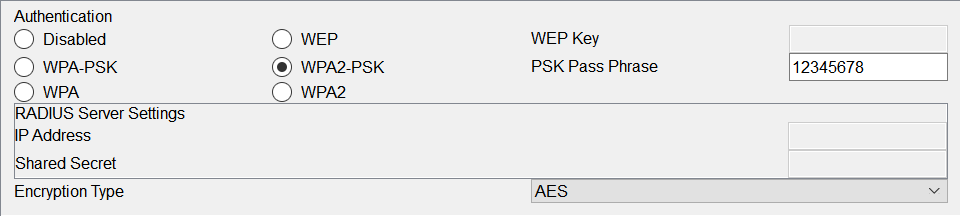 Authentication
Disabled WEP WEP Key
WPA-PSK WPA2-PSK PSK Pass Phrase 12345678
WPA WPA2
RADIUS Server Settings
IP Address
Shared Secret
Encryption Type AES